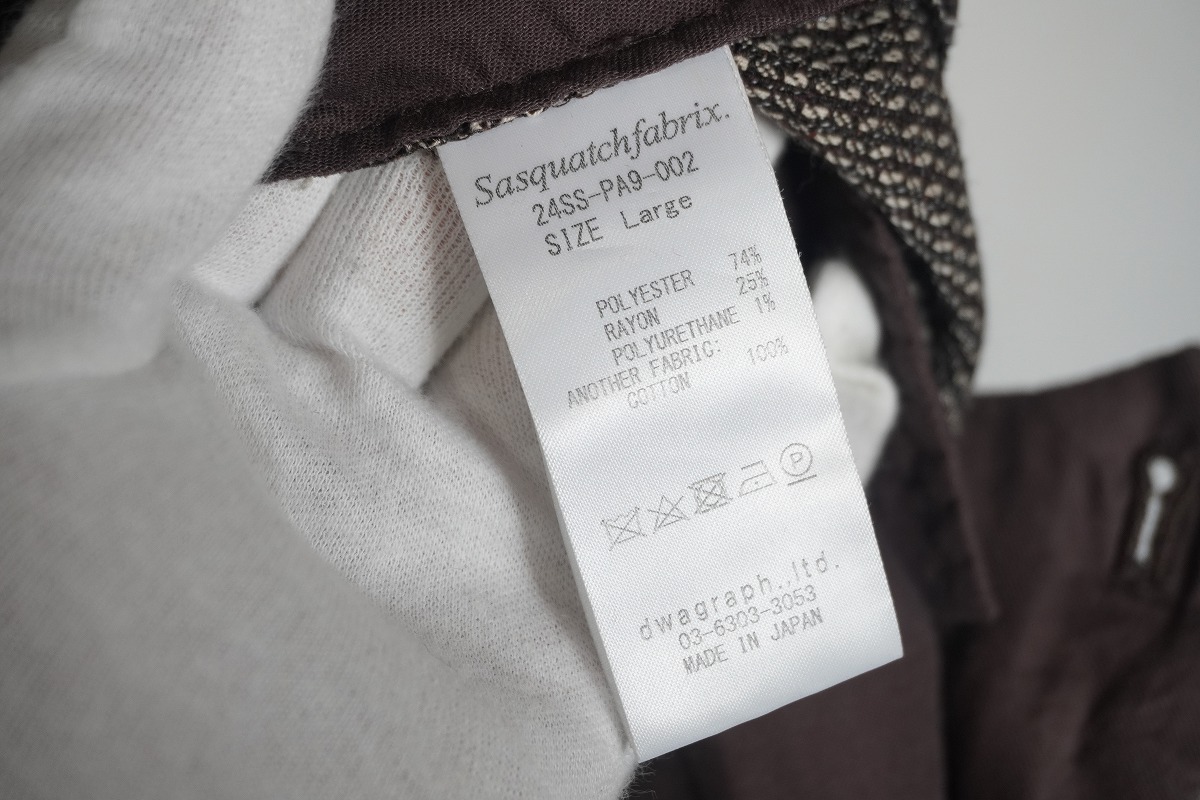 Sasquatchfabrix.
24SS-PA9-002
SIZE Large
POLYESTER 74%
RAYON 25%
POLYURETHANE 1%
ANOTHER FABRIC:
COTTON 100%
P
dwagraph.,ltd.
03-6303-3053
MADE IN JAPAN